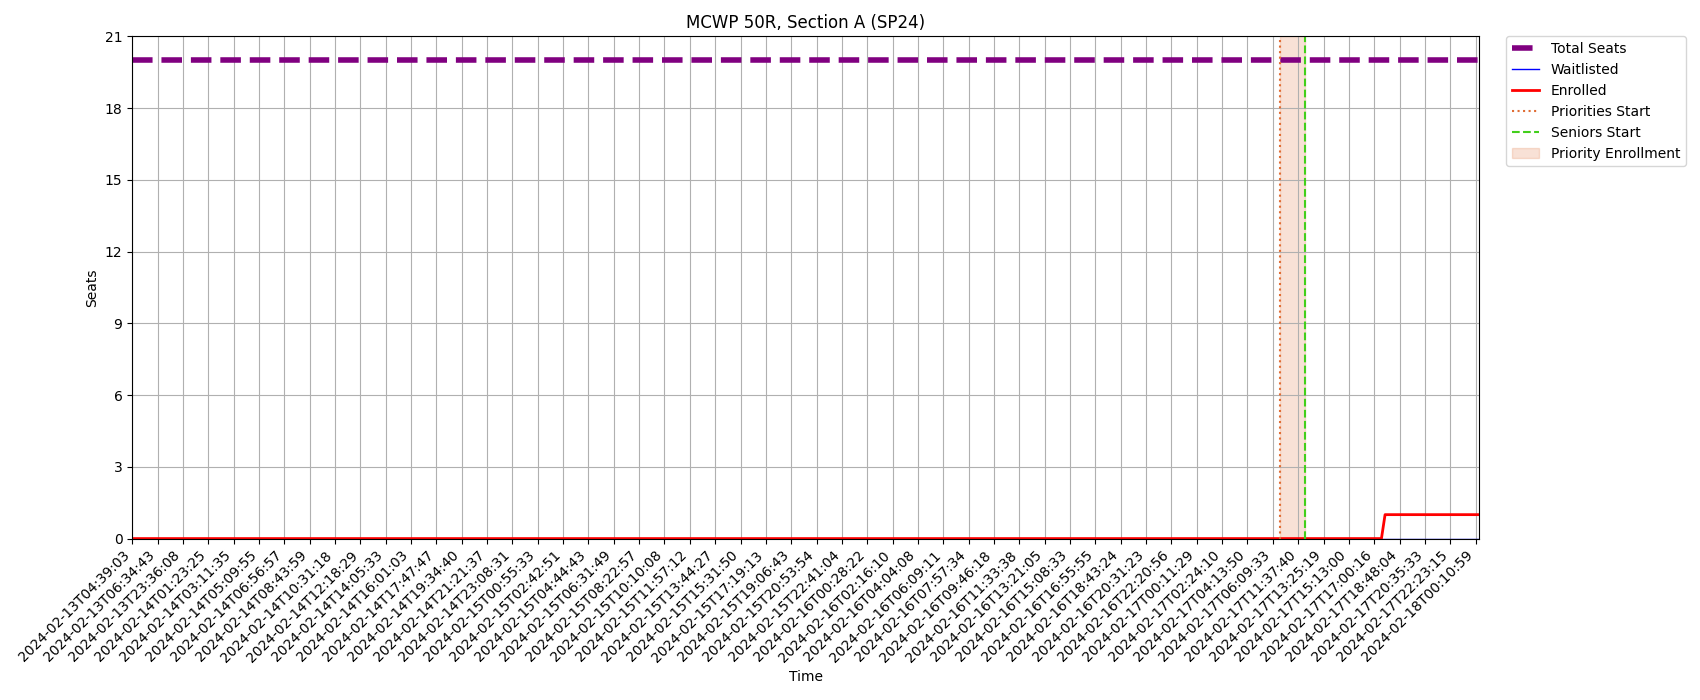 MCWP 50R, Section A (SP24)
Total Seats
Waitlisted
Enrolled
Priorities Start
Seniors Start
Priority Enrollment
Seats
21
18
15
12
9
6
3
0
2024-02-13T04:39:03
2024-02-13T06:34:43
2024-02-13T23:36:08
2024-02-14T01:23:25
2024-02-14T03:11:35
2024-02-14T05:09:55
2024-02-14T06:56:57
2024-02-14T08:43:59
2024-02-14T10:31:18
2024-02-14T12:18:29
2024-02-14T14:05:33
2024-02-14T16:01:03
2024-02-14T17:47:47
2024-02-14T19:34:40
2024-02-14T21:21:37
2024-02-14T23:08:31
2024-02-15T00:55:33
2024-02-15T02:42:51
2024-02-15T04:44:43
2024-02-15T06:31:49
2024-02-15T08:22:57
2024-02-15T10:10:08
2024-02-15T11:57:12
2024-02-15T13:44:27
2024-02-15T15:31:50
2024-02-15T17:19:13
2024-02-15T19:06:43
2024-02-15T20:53:54
2024-02-15T22:41:04
2024-02-16T00:28:22
2024-02-16T02:16:10
2024-02-16T04:04:08
2024-02-16T06:09:11
2024-02-16T07:57:34
2024-02-16T09:46:18
2024-02-16T11:33:38
2024-02-16T13:21:05
2024-02-16T15:08:33
2024-02-16T16:55:55
2024-02-16T18:43:24
2024-02-16T20:31:23
2024-02-16T22:20:56
2024-02-17T00:11:29
2024-02-17T02:24:10
2024-02-17T04:13:50
2024-02-17T06:09:33
2024-02-17T11:37:40
2024-02-17T13:25:19
2024-02-17T15:13:00
2024-02-17T17:00:16
2024-02-17T18:48:04
2024-02-17T20:35:33
2024-02-17T22:23:15
2024-02-18T00:10:59
Time